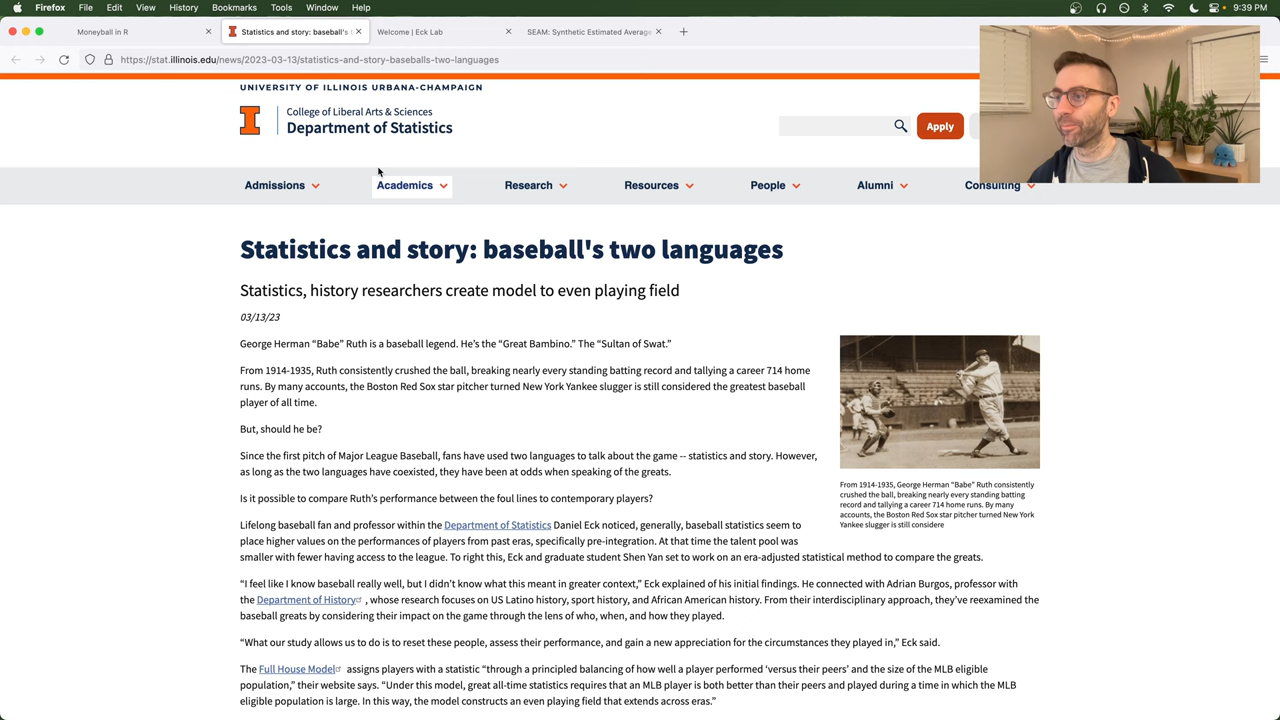 Firefox File Edit View History Bookmarks Tools Window Help 9:39 PM
Moneyball in R
Statistics and story: baseball's
Welcome | Eck Lab
SEAM: Synthetic Estimated Average
https://stat.illinois.edu/news/2023-03-13/statistics-and-story-baseballs-two-languages
UNIVERSITY OF ILLINOIS URBANA-CHAMPAIGN
College of Liberal Arts & Sciences
Department of Statistics
Apply
Admissions Academics Research Resources People Alumni Consulting
Statistics and story: baseball's two languages
Statistics, history researchers create model to even playing field
03/13/23
George Herman “Babe” Ruth is a baseball legend. He’s the “Great Bambino.” The “Sultan of Swat.”
From 1914-1935, Ruth consistently crushed the ball, breaking nearly every standing batting record and tallying a career 714 home
runs. By many accounts, the Boston Red Sox star pitcher turned New York Yankee slugger is still considered the greatest baseball
player of all time.
But, should he be?
Since the first pitch of Major League Baseball, fans have used two languages to talk about the game -- statistics and story. However,
as long as the two languages have coexisted, they have been at odds when speaking of the greats.
Is it possible to compare Ruth’s performance between the foul lines to contemporary players?
From 1914-1935, George Herman “Babe” Ruth consistently
crushed the ball, breaking nearly every standing batting
record and tallying a career 714 home runs. By many
accounts, the Boston Red Sox star pitcher turned New York
Yankee slugger is still considere
Lifelong baseball fan and professor within the Department of Statistics Daniel Eck noticed, generally, baseball statistics seem to
place higher values on the performances of players from past eras, specifically pre-integration. At that time the talent pool was
smaller with fewer having access to the league. To right this, Eck and graduate student Shen Yan set to work on an era-adjusted statistical method to compare the greats.
“I feel like I know baseball really well, but I didn’t know what this meant in greater context,” Eck explained of his initial findings. He connected with Adrian Burgos, professor with
the Department of History , whose research focuses on US Latino history, sport history, and African American history. From their interdisciplinary approach, they’ve reexamined the
baseball greats by considering their impact on the game through the lens of who, when, and how they played.
“What our study allows us to do is to reset these people, assess their performance, and gain a new appreciation for the circumstances they played in,” Eck said.
The Full House Model assigns players with a statistic “through a principled balancing of how well a player performed ‘versus their peers’ and the size of the MLB eligible
population,” their website says. “Under this model, great all-time statistics requires that an MLB player is both better than their peers and played during a time in which the MLB
eligible population is large. In this way, the model constructs an even playing field that extends across eras.”